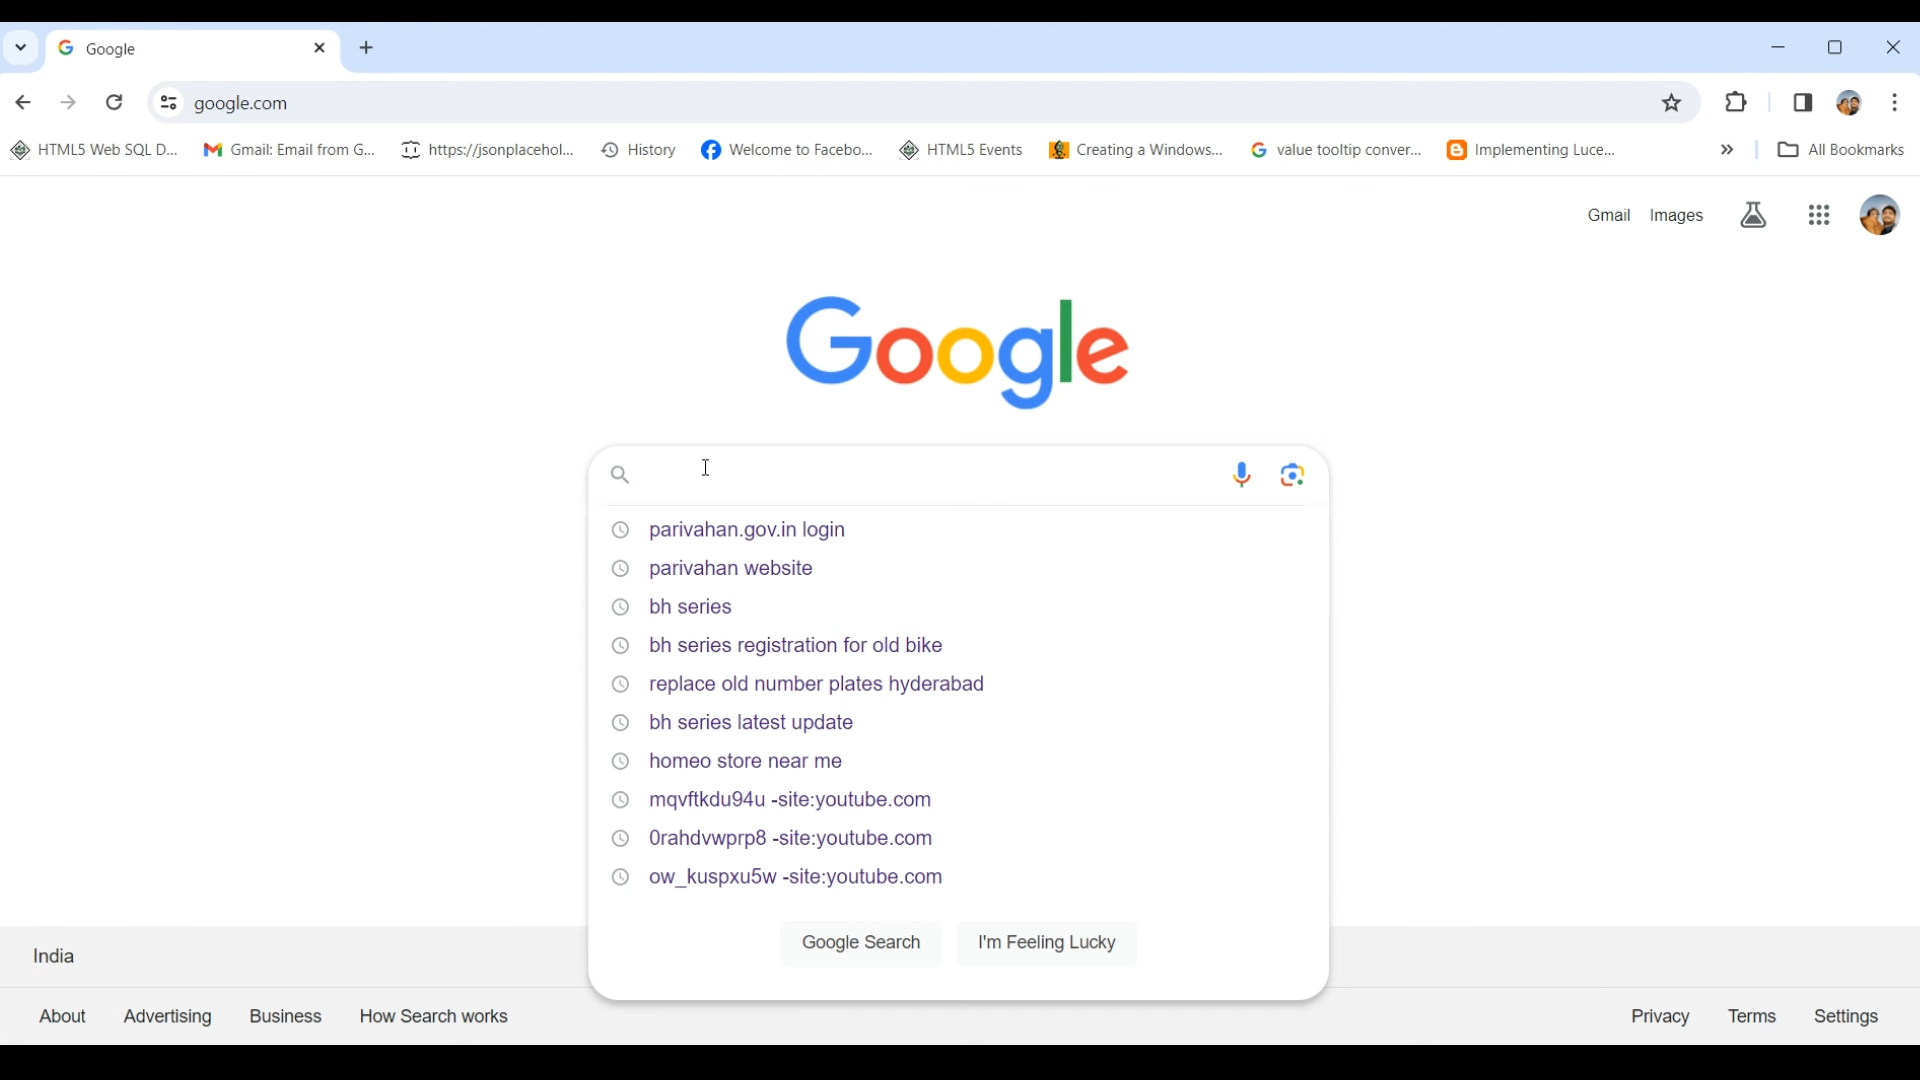 Google
google.com
HTML5 Web SQL D... Gmail: Email from G... https://jsonplacehol... History Welcome to Facebo... HTML5 Events Creating a Windows... value tooltip conver... Implementing Luce... All Bookmarks
Gmail Images
Google
parivahan.gov.in login
parivahan website
bh series
bh series registration for old bike
replace old number plates hyderabad
bh series latest update
homeo store near me
mqvftkdu94u -site:youtube.com
0rahdvwprp8 -site:youtube.com
ow_kuspxu5w -site:youtube.com
Google Search I'm Feeling Lucky
India
About Advertising Business How Search works Privacy Terms Settings